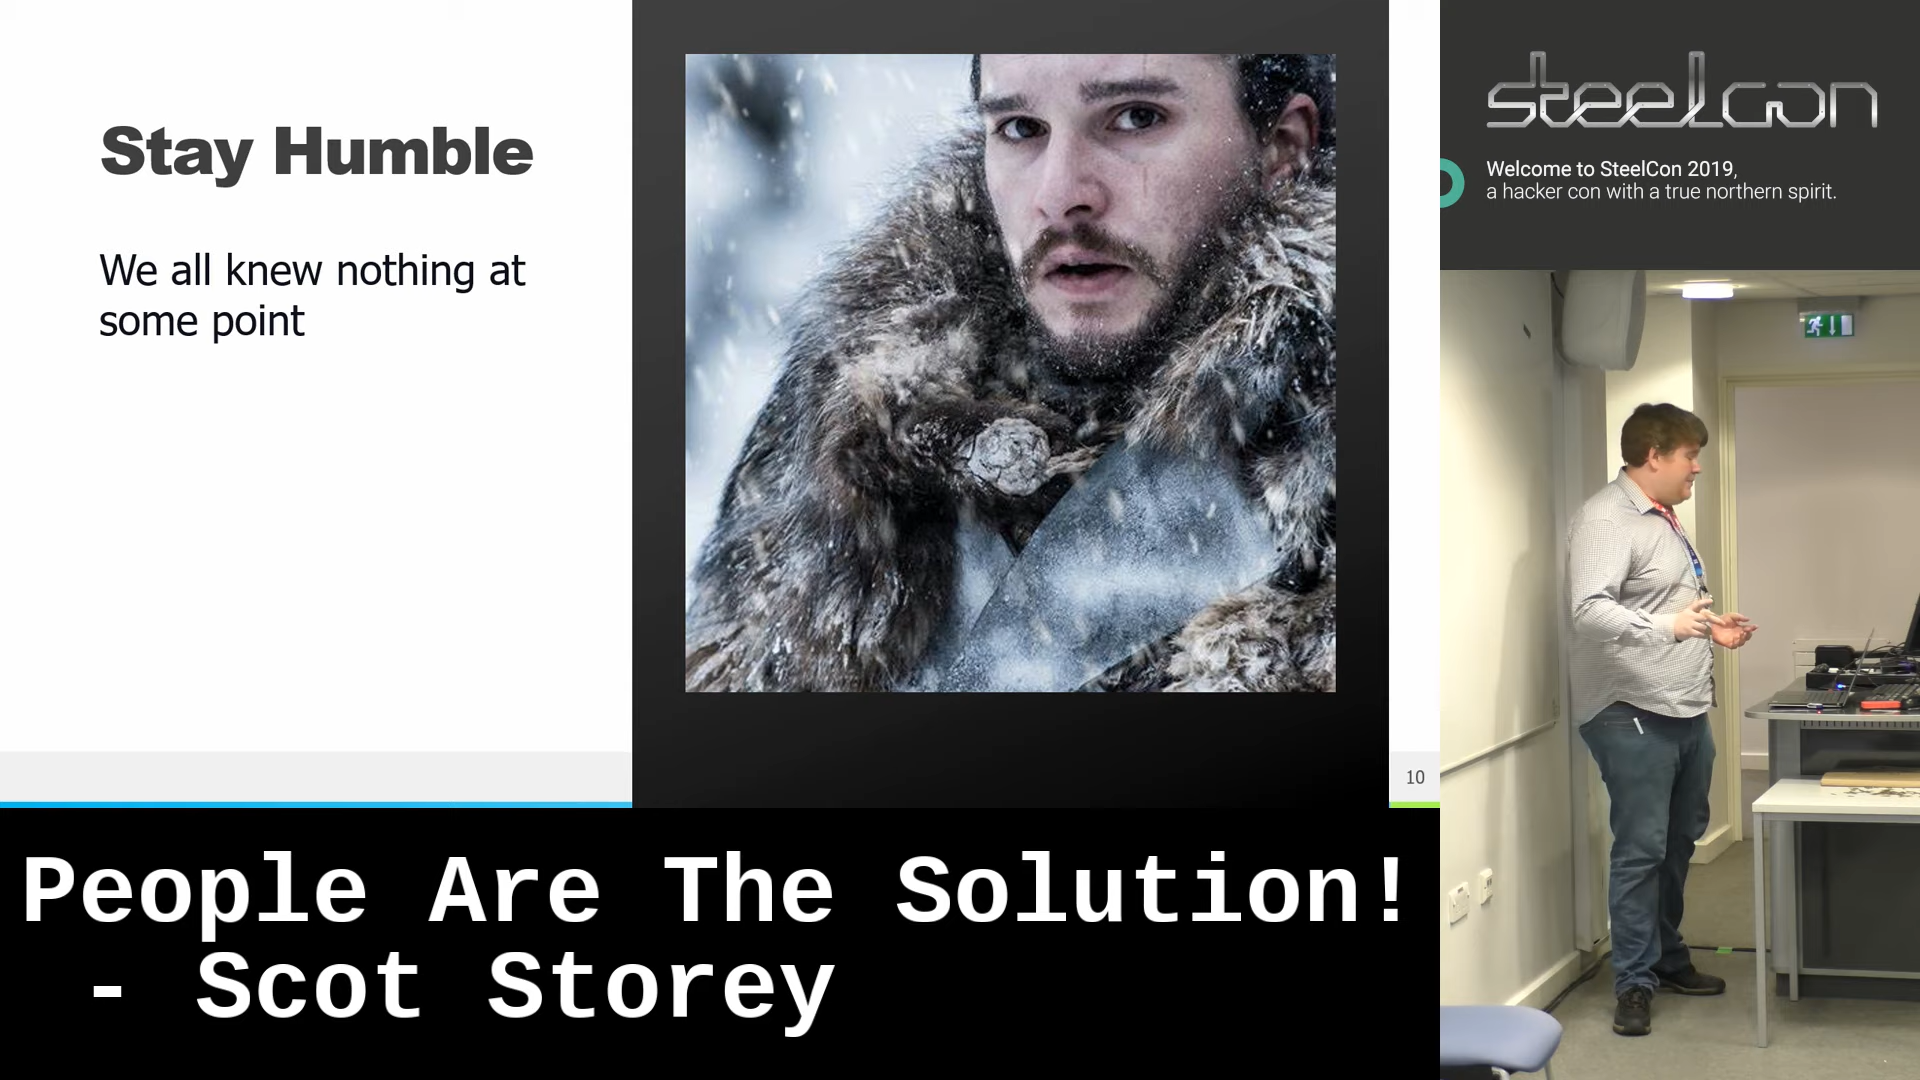 Stay Humble
We all knew nothing at
some point
10
steelcon
Welcome to SteelCon 2019,
a hacker con with a true northern spirit.
People Are The Solution!
- Scot Storey